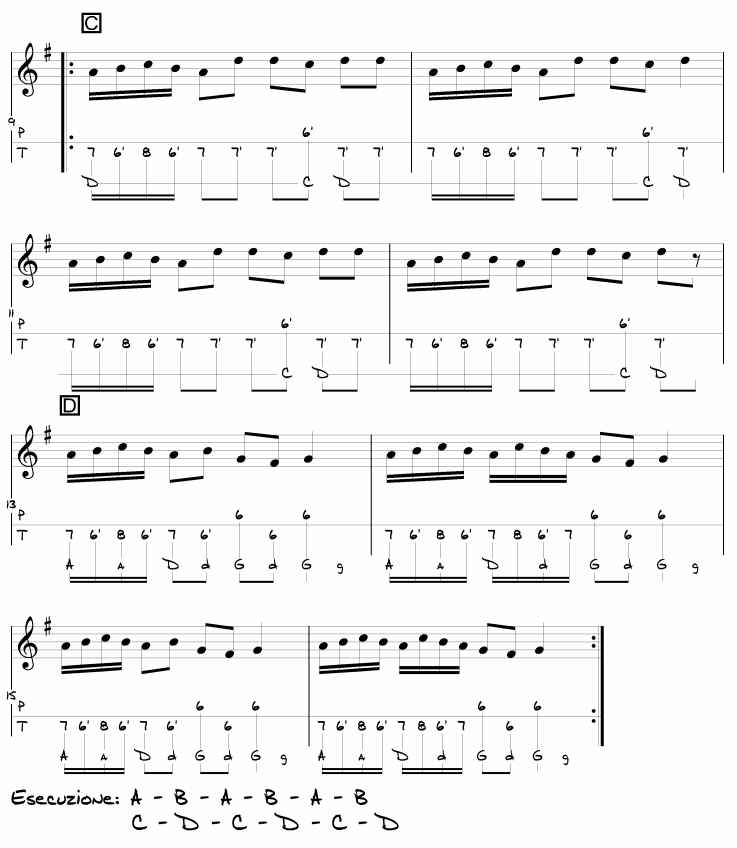 C
9
P 6' 6'
T 7 6' 8 6' 7 7' 7' 7' 7' 7 6' 8 6' 7 7' 7' 7'
D C D C D
11
P 6' 6'
T 7 6' 8 6' 7 7' 7' 7' 7' 7 6' 8 6' 7 7' 7' 7'
C D C D
D
13
P 6 6 6 6
T 7 6' 8 6' 7 6' 6 7 6' 8 6' 7 8 6' 7 6
A A D d G d G g A A D d G d G g
15
P 6 6 6 6
T 7 6' 8 6' 7 6' 6 7 6' 8 6' 7 8 6' 7 6
A A D d G d G g A A D d G d G g
Esecuzione: A - B - A - B - A - B
C - D - C - D - C - D